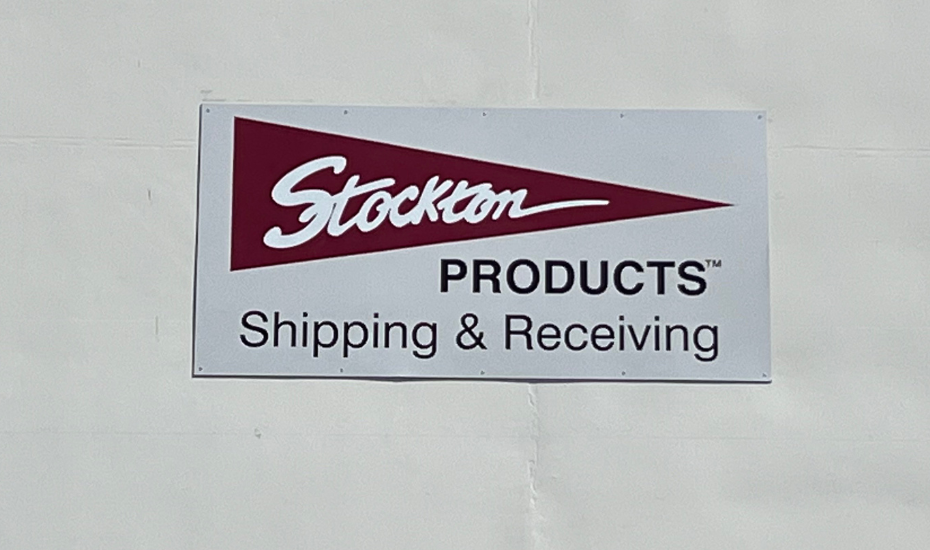 Stockton
PRODUCTS™
Shipping & Receiving